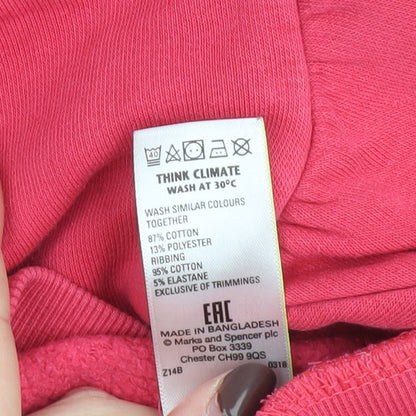 40
THINK CLIMATE
WASH AT 30°C
WASH SIMILAR COLOURS
TOGETHER
87% COTTON
13% POLYESTER
RIBBING
95% COTTON
5% ELASTANE
EXCLUSIVE OF TRIMMINGS
EAC
MADE IN BANGLADESH
© Marks and Spencer plc
PO Box 3339
Chester CH99 9QS
Z14B 0318